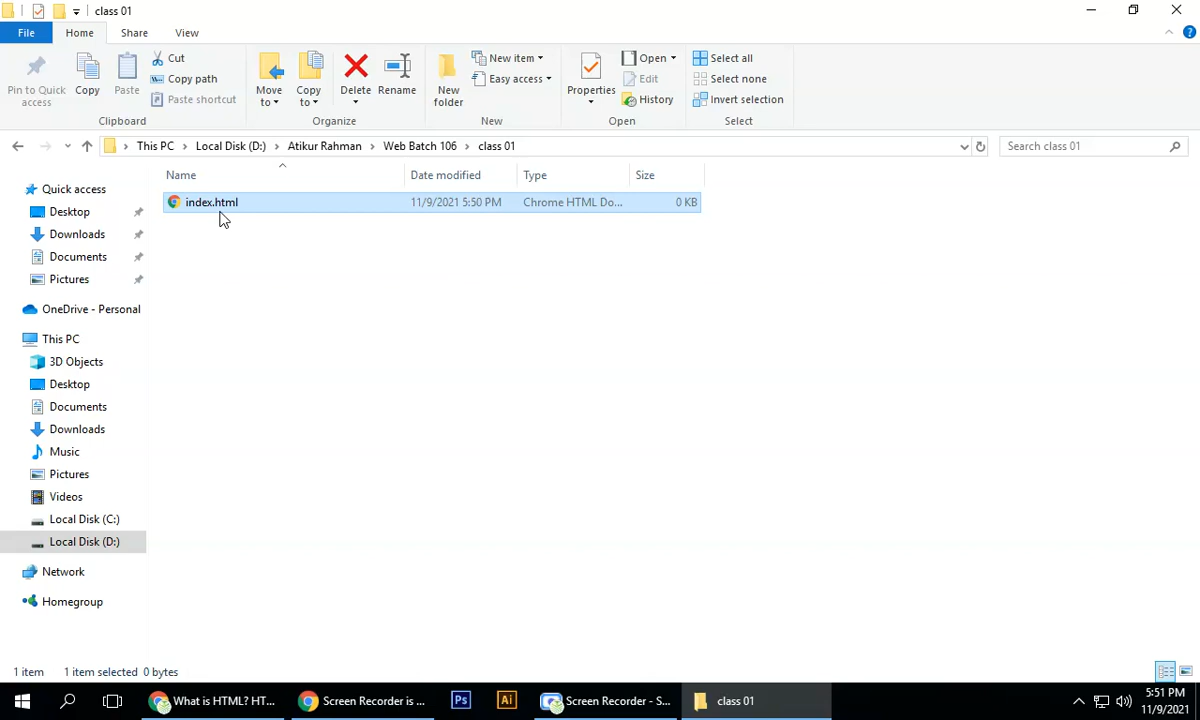 class 01
File Home Share View
Pin to Quick access
Copy
Paste
Cut
Copy path
Paste shortcut
Clipboard
Move to
Copy to
Delete
Rename
Organize
New folder
New item
Easy access
New
Properties
Open
Edit
History
Open
Select all
Select none
Invert selection
Select
This PC > Local Disk (D:) > Atikur Rahman > Web Batch 106 > class 01
Search class 01
Name Date modified Type Size
index.html 11/9/2021 5:50 PM Chrome HTML Do... 0 KB
Quick access
Desktop
Downloads
Documents
Pictures
OneDrive - Personal
This PC
3D Objects
Desktop
Documents
Downloads
Music
Pictures
Videos
Local Disk (C:)
Local Disk (D:)
Network
Homegroup
1 item 1 item selected 0 bytes
What is HTML? HT... Screen Recorder is ... Ps Ai Screen Recorder - S... class 01
5:51 PM
11/9/2021